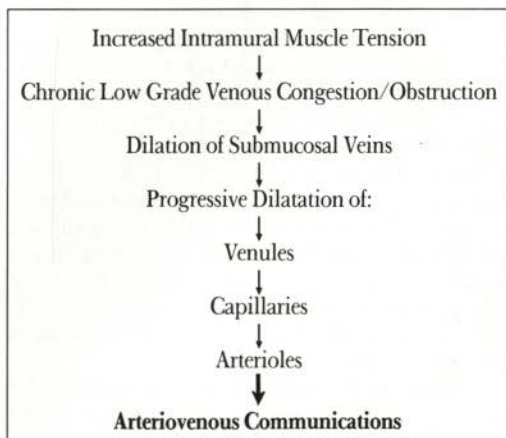 Increased Intramural Muscle Tension
Chronic Low Grade Venous Congestion/Obstruction
Dilation of Submucosal Veins
Progressive Dilatation of:
Venules
Capillaries
Arterioles
Arteriovenous Communications